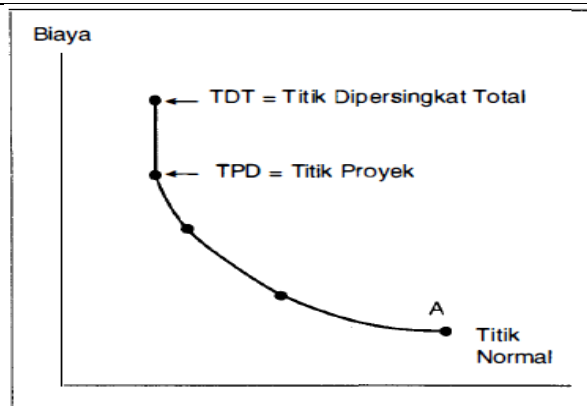 Biaya
TDT = Titik Dipersingkat Total
TPD = Titik Proyek
A
Titik
Normal